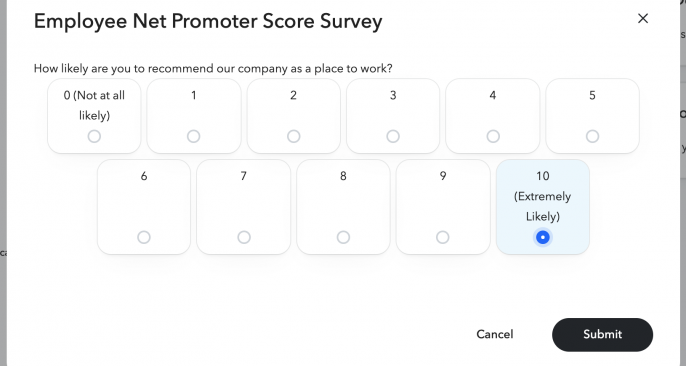 Employee Net Promoter Score Survey
How likely are you to recommend our company as a place to work?
0 (Not at all
likely)
1
2
3
4
5
6
7
8
9
10
(Extremely
Likely)
Cancel
Submit